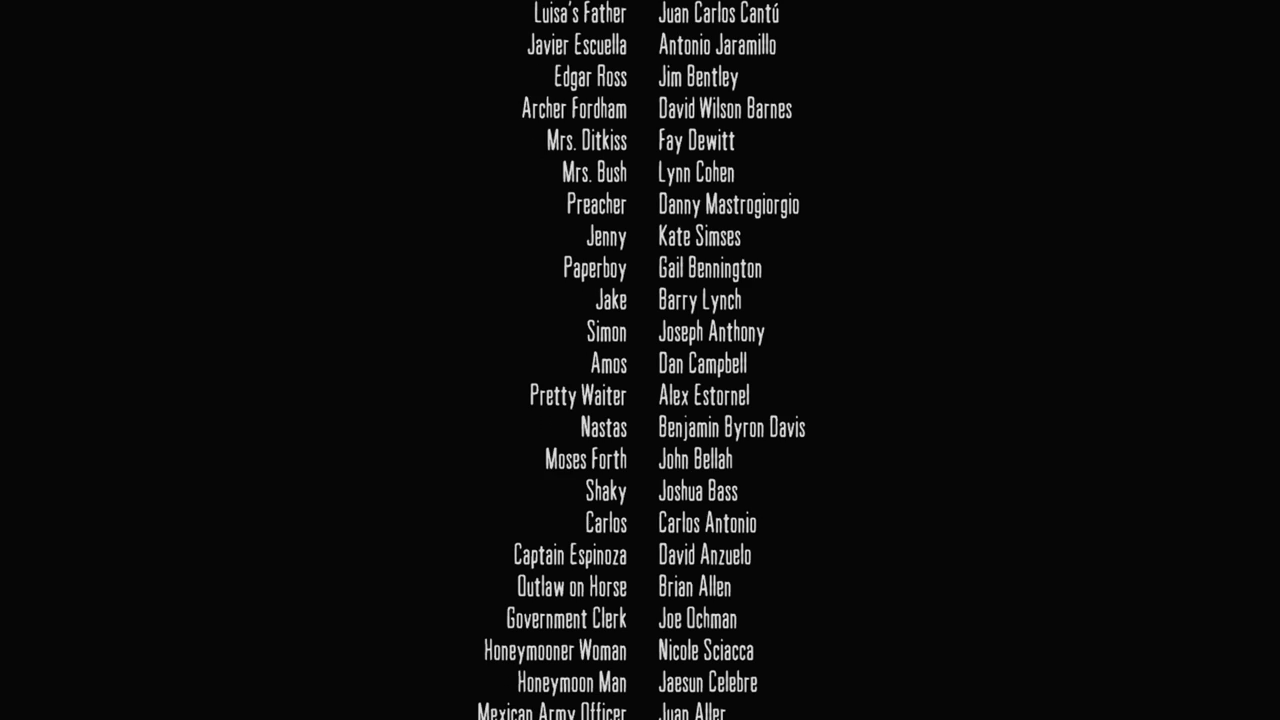 Luisa's Father Juan Carlos Cantú
Javier Escuella Antonio Jaramillo
Edgar Ross Jim Bentley
Archer Fordham David Wilson Barnes
Mrs. Ditkiss Fay Dewitt
Mrs. Bush Lynn Cohen
Preacher Danny Mastrogiorgio
Jenny Kate Simses
Paperboy Gail Bennington
Jake Barry Lynch
Simon Joseph Anthony
Amos Dan Campbell
Pretty Waiter Alex Estornel
Nastas Benjamin Byron Davis
Moses Forth John Bellah
Shaky Joshua Bass
Carlos Carlos Antonio
Captain Espinoza David Anzuelo
Outlaw on Horse Brian Allen
Government Clerk Joe Ochman
Honeymooner Woman Nicole Sciacca
Honeymoon Man Jaesun Celebre
Mexican Army Officer Juan Aller